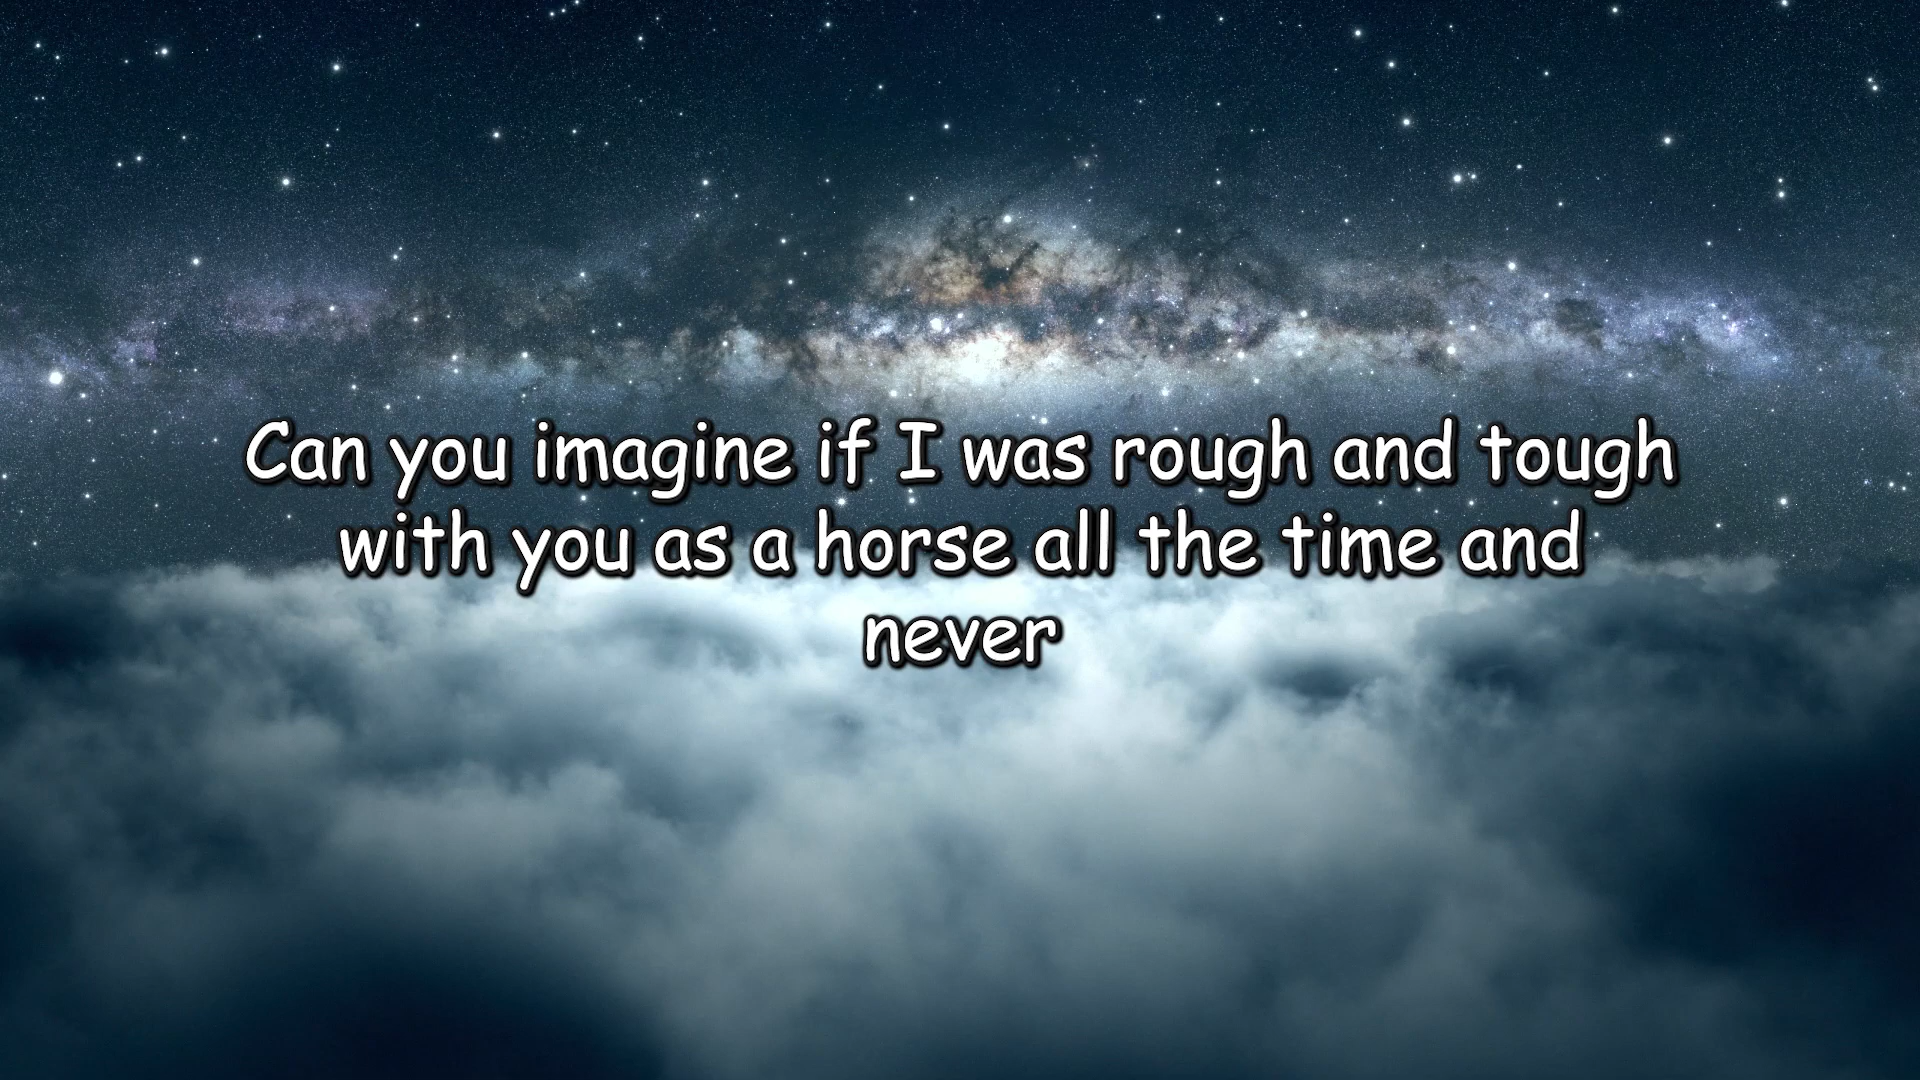 Can you imagine if I was rough and tough
with you as a horse all the time and
never